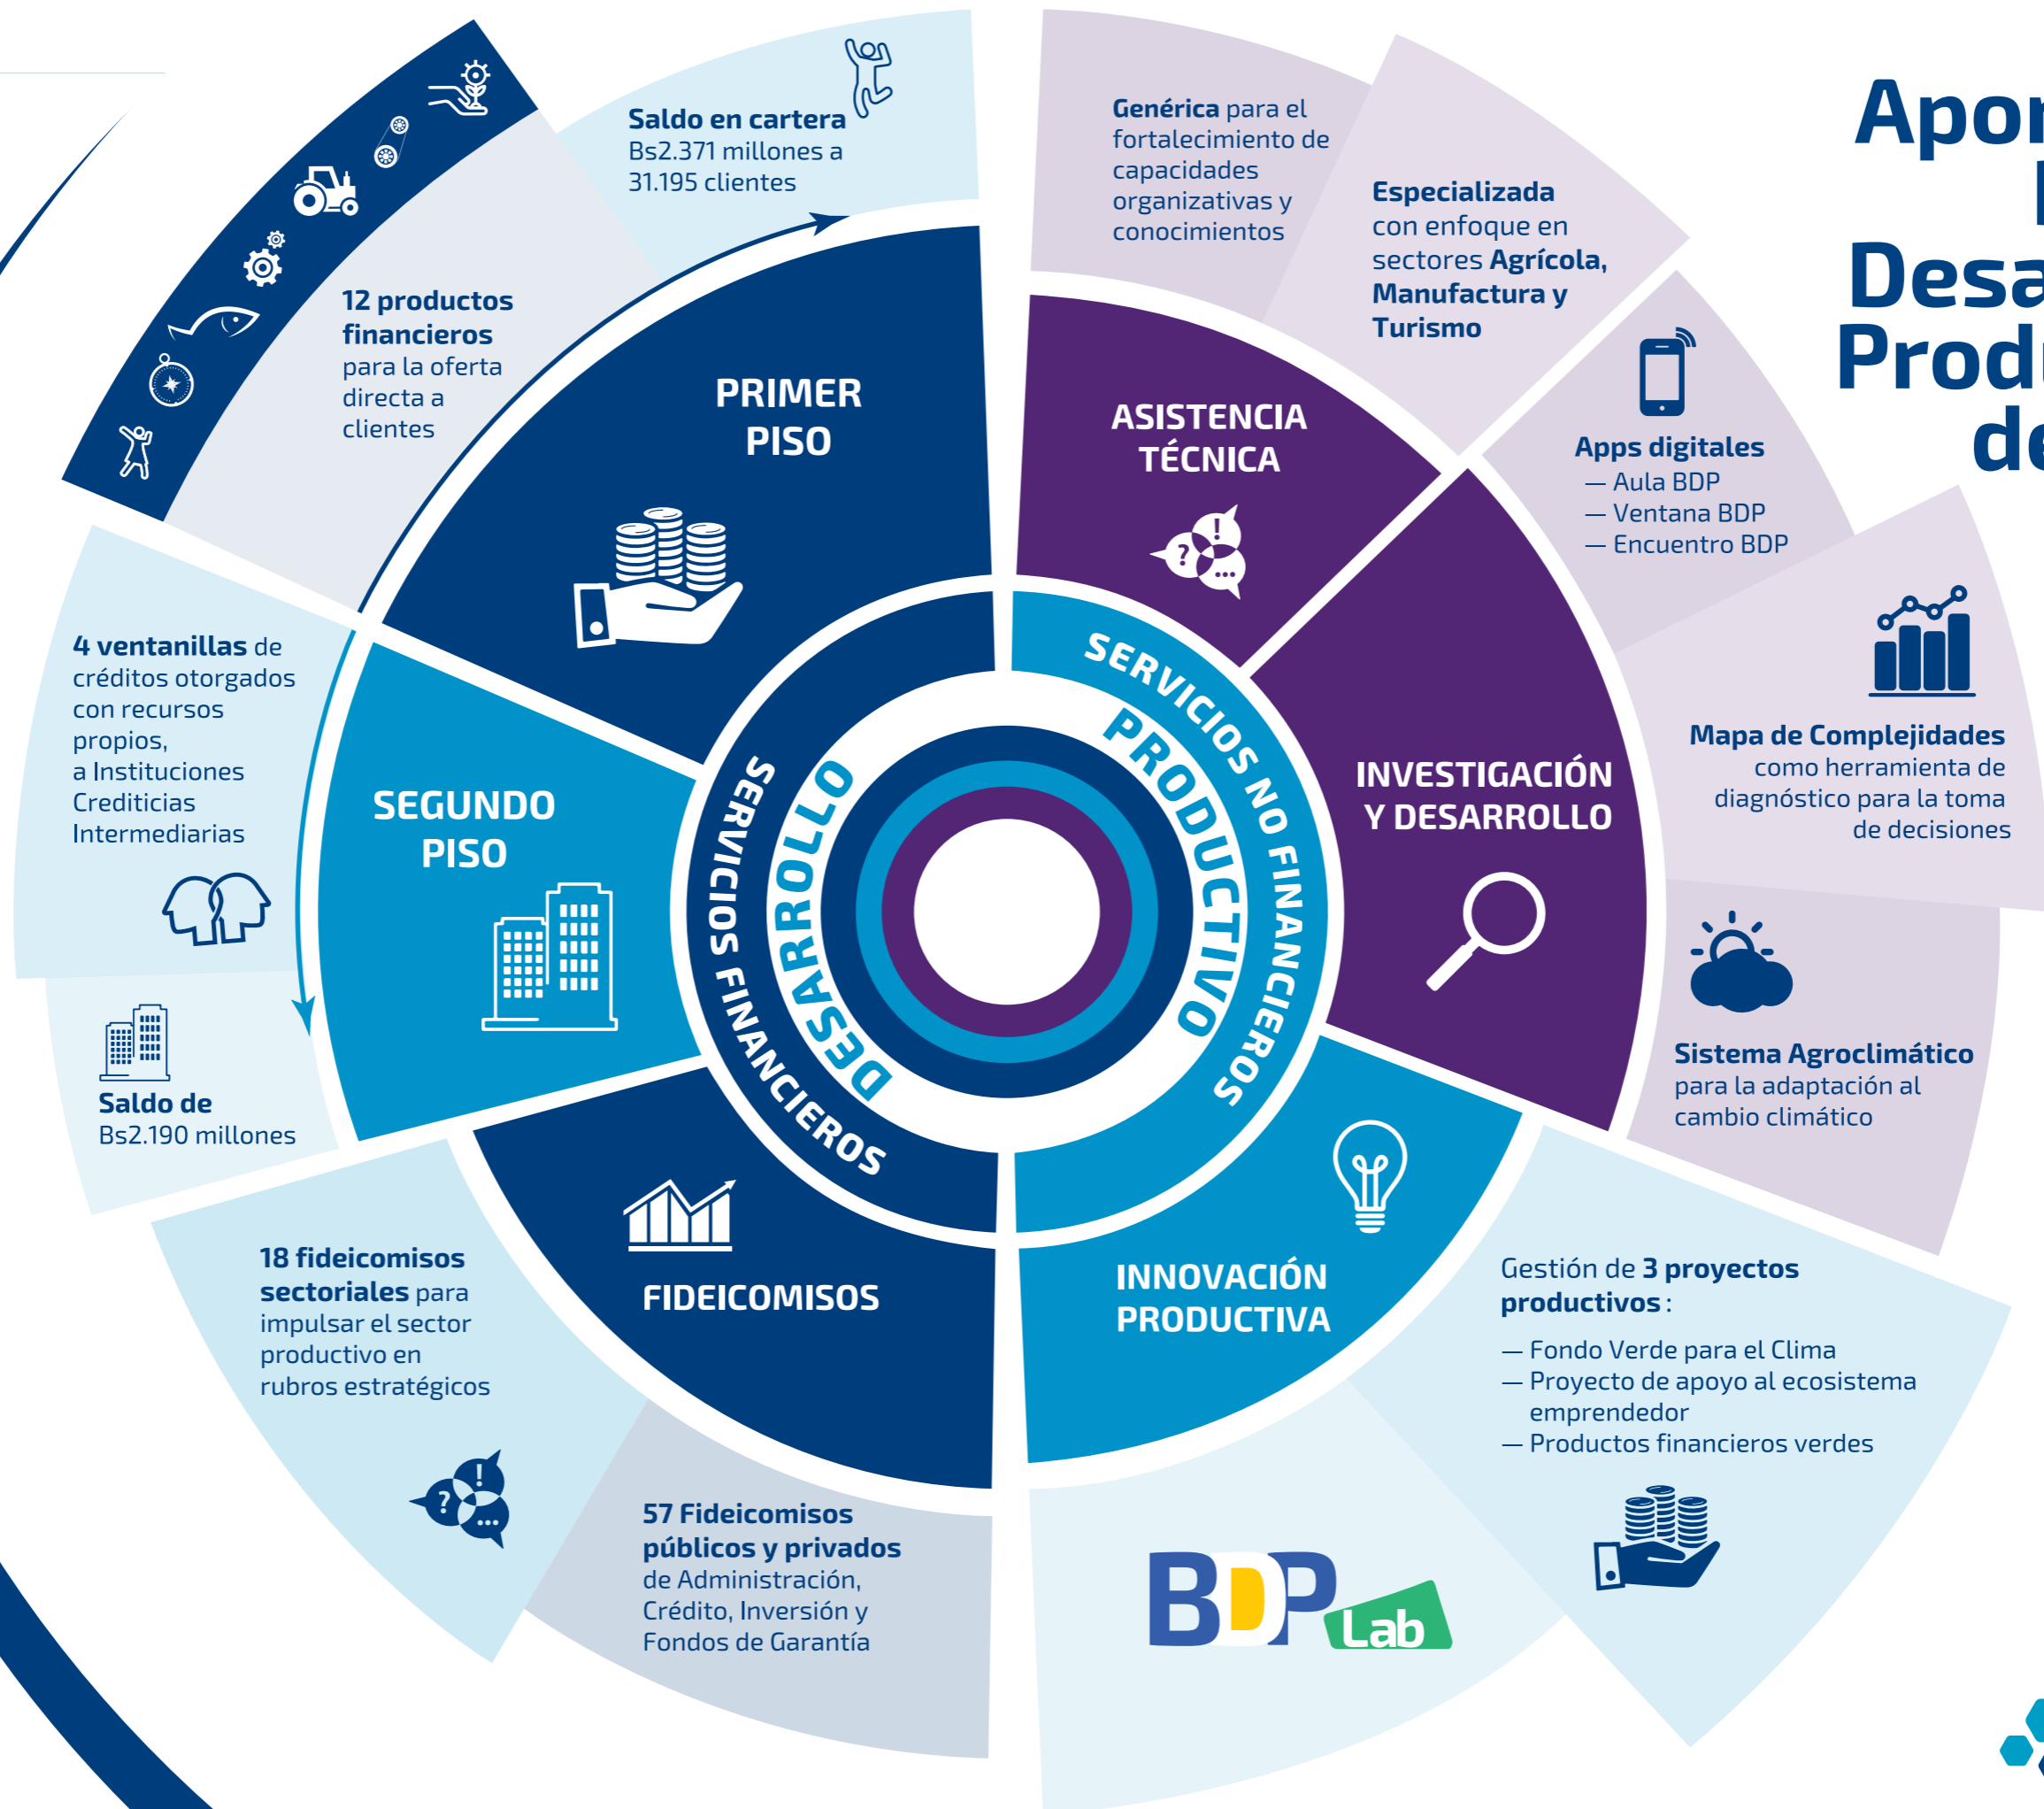 Saldo en cartera
Bs2.371 millones a
31.195 clientes
12 productos
financieros
para la oferta
directa a
clientes
PRIMER
PISO
4 ventanillas de
créditos otorgados
con recursos
propios,
a Instituciones
Crediticias
Intermediarias
SEGUNDO
PISO
Saldo de
Bs2.190 millones
18 fideicomisos
sectoriales para
impulsar el sector
productivo en
rubros estratégicos
FIDEICOMISOS
57 Fideicomisos
públicos y privados
de Administración,
Crédito, Inversión y
Fondos de Garantía
SERVICIOS FINANCIEROS
DESARROLLO
PRODUCTIVO
SERVICIOS NO FINANCIEROS
Genérica para el
fortalecimiento de
capacidades
organizativas y
conocimientos
Especializada
con enfoque en
sectores Agrícola,
Manufactura y
Turismo
ASISTENCIA
TÉCNICA
Apps digitales
— Aula BDP
— Ventana BDP
— Encuentro BDP
Mapa de Complejidades
como herramienta de
diagnóstico para la toma
de decisiones
INVESTIGACIÓN
Y DESARROLLO
Sistema Agroclimático
para la adaptación al
cambio climático
INNOVACIÓN
PRODUCTIVA
Gestión de 3 proyectos
productivos :
— Fondo Verde para el Clima
— Proyecto de apoyo al ecosistema
emprendedor
— Productos financieros verdes
BDP Lab
Apor
Desa
Prod
de